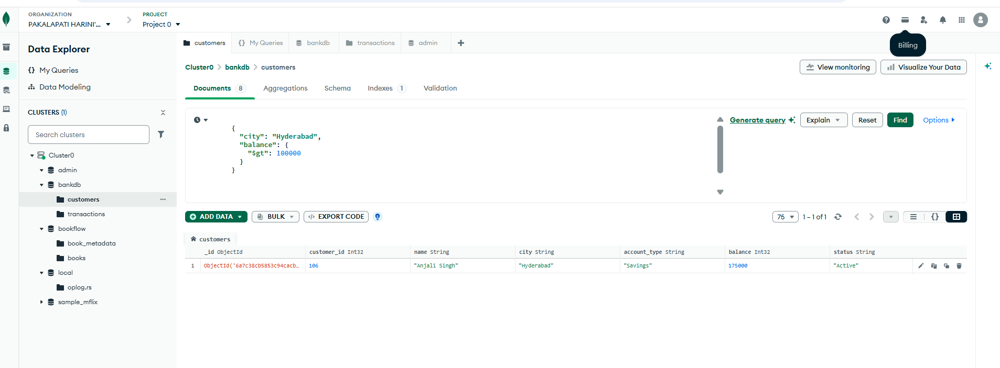 ORGANIZATION
PAKALAPATI HARINI'...
PROJECT
Project 0
Billing
Data Explorer
My Queries
Data Modeling
CLUSTERS (1)
Search clusters
Cluster0
admin
bankdb
customers
transactions
bookflow
book_metadata
books
local
oplog.rs
sample_mflix
customers
{} My Queries
bankdb
transactions
admin
Cluster0 > bankdb > customers
View monitoring
Visualize Your Data
Documents 8
Aggregations
Schema
Indexes 1
Validation
{
"city": "Hyderabad",
"balance": {
"$gt": 100000
}
}
Generate query
Explain
Reset
Find
Options
ADD DATA
BULK
EXPORT CODE
75
1 – 1 of 1
{}
customers
_id ObjectId customer_id Int32 name String city String account_type String balance Int32 status String
1 ObjectId('6a7c38cb5853c94cacb… 106 "Anjali Singh" "Hyderabad" "Savings" 175000 "Active"